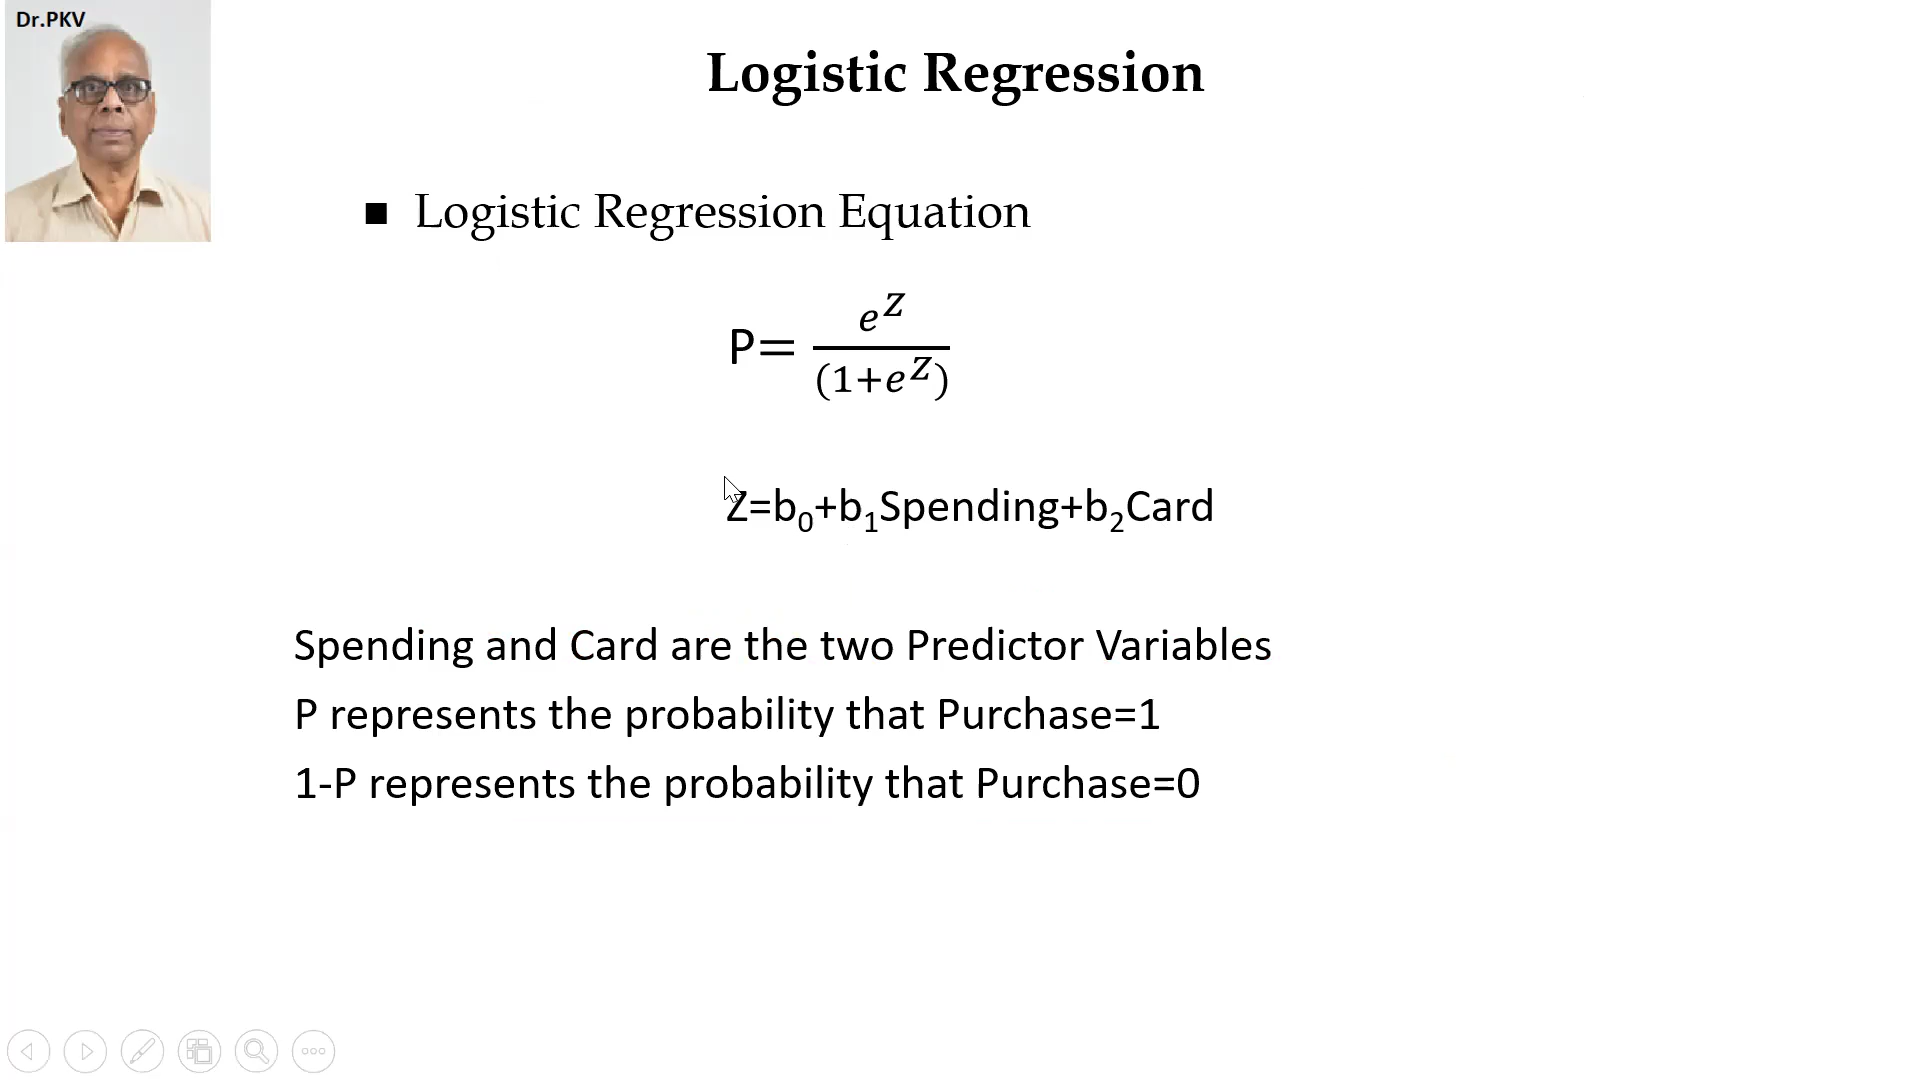 Dr.PKV
Logistic Regression
■ Logistic Regression Equation
P= e^Z / (1+e^Z)
Z=b₀+b₁Spending+b₂Card
Spending and Card are the two Predictor Variables
P represents the probability that Purchase=1
1-P represents the probability that Purchase=0